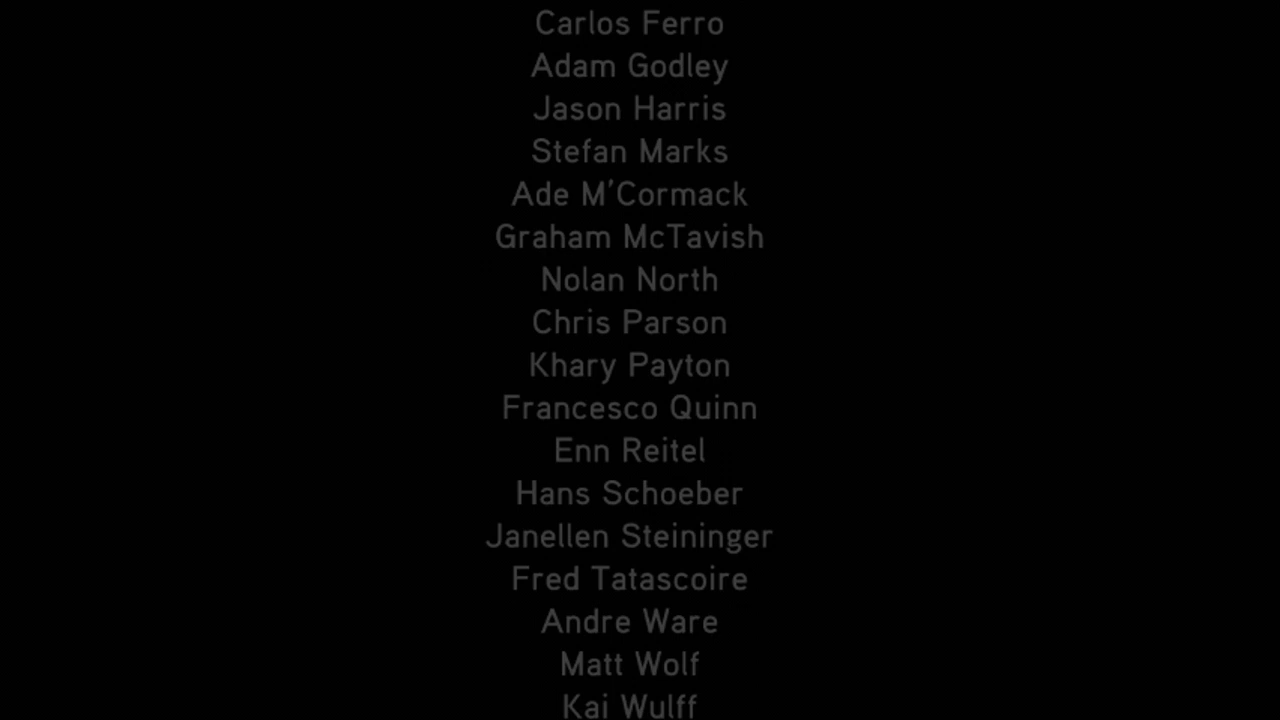 Carlos Ferro
Adam Godley
Jason Harris
Stefan Marks
Ade M'Cormack
Graham McTavish
Nolan North
Chris Parson
Khary Payton
Francesco Quinn
Enn Reitel
Hans Schoeber
Janellen Steininger
Fred Tatascoire
Andre Ware
Matt Wolf
Kai Wulff